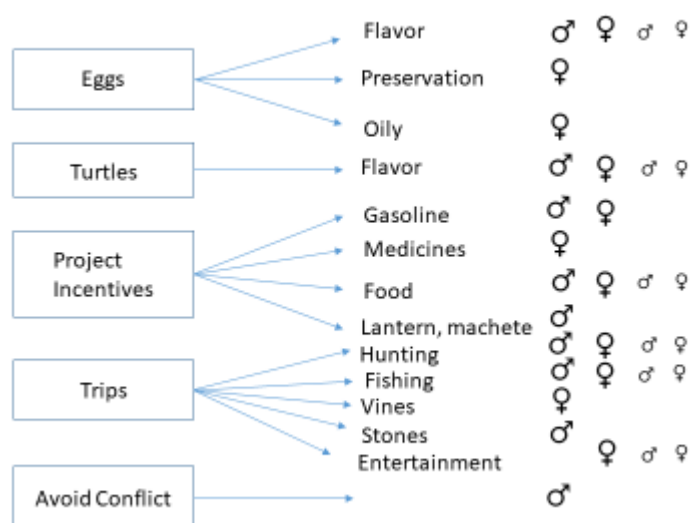 Eggs
Flavor ♂ ♀ ♂ ♀
Preservation ♀
Oily ♀
Turtles
Flavor ♂ ♀ ♂ ♀
Project
Incentives
Gasoline ♂ ♀
Medicines ♀
Food ♂ ♀ ♂ ♀
Lantern, machete ♂
Trips
Hunting ♂ ♀ ♂ ♀
Fishing ♂ ♀ ♂ ♀
Vines ♀
Stones ♂
Entertainment ♀ ♂ ♀
Avoid Conflict ♂